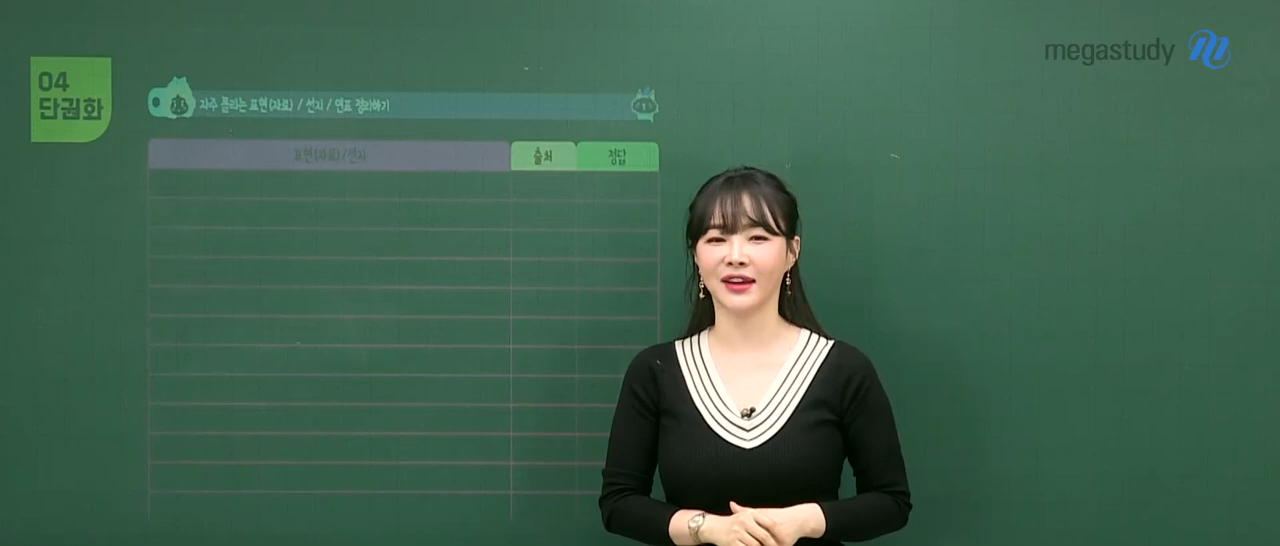 megastudy
04
단권화
자주 틀리는 표현(자료) / 선지 / 연표 정리하기
표현(자료)/선지
출처
정답